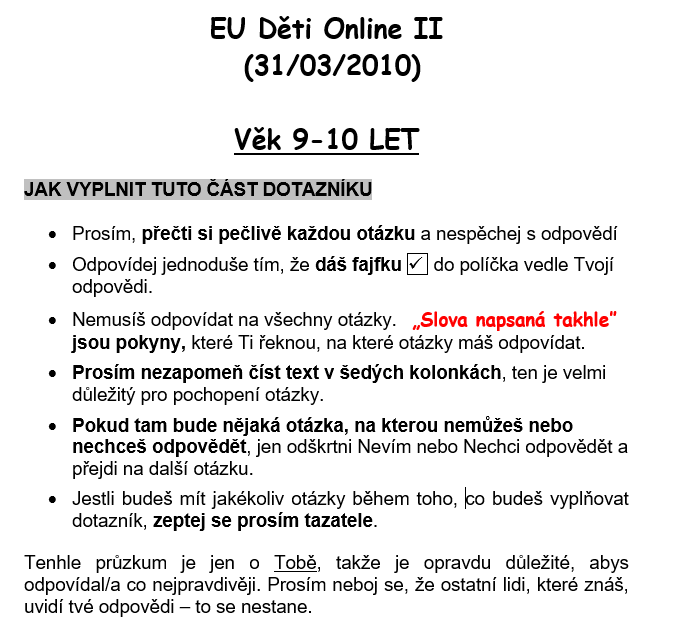 EU Děti Online II
(31/03/2010)
Věk 9-10 LET
JAK VYPLNIT TUTO ČÁST DOTAZNÍKU
• Prosím, přečti si pečlivě každou otázku a nespěchej s odpovědí
• Odpovídej jednoduše tím, že dáš fajfku ✓ do políčka vedle Tvojí
odpovědi.
• Nemusíš odpovídat na všechny otázky. „Slova napsaná takhle”
jsou pokyny, které Ti řeknou, na které otázky máš odpovídat.
• Prosím nezapomeň číst text v šedých kolonkách, ten je velmi
důležitý pro pochopení otázky.
• Pokud tam bude nějaká otázka, na kterou nemůžeš nebo
nechceš odpovědět, jen odškrtni Nevím nebo Nechci odpovědět a
přejdi na další otázku.
• Jestli budeš mít jakékoliv otázky během toho, co budeš vyplňovat
dotazník, zeptej se prosím tazatele.
Tenhle průzkum je jen o Tobě, takže je opravdu důležité, abys
odpovídal/a co nejpravdivěji. Prosím neboj se, že ostatní lidi, které znáš,
uvidí tvé odpovědi – to se nestane.